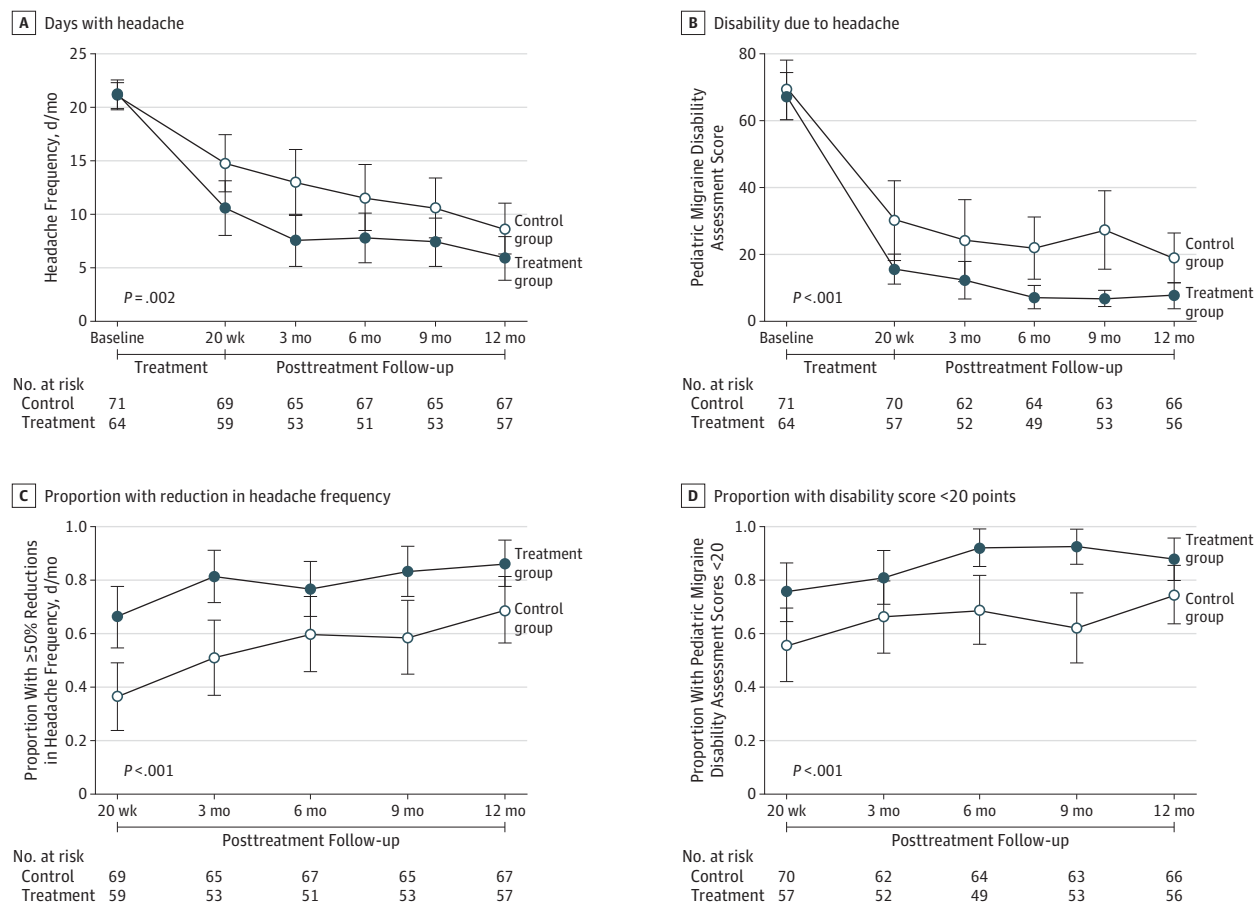 A Days with headache
Headache Frequency, d/mo
25
20
15
10
5
0
Control
group
Treatment
group
P = .002
Baseline 20 wk 3 mo 6 mo 9 mo 12 mo
Treatment Posttreatment Follow-up
No. at risk
Control 71 69 65 67 65 67
Treatment 64 59 53 51 53 57
B Disability due to headache
Pediatric Migraine Disability
Assessment Score
80
60
40
20
0
Control
group
Treatment
group
P <.001
Baseline 20 wk 3 mo 6 mo 9 mo 12 mo
Treatment Posttreatment Follow-up
No. at risk
Control 71 70 62 64 63 66
Treatment 64 57 52 49 53 56
C Proportion with reduction in headache frequency
Proportion With ≥50% Reductions
in Headache Frequency, d/mo
1.0
0.8
0.6
0.4
0.2
0
Treatment
group
Control
group
P <.001
20 wk 3 mo 6 mo 9 mo 12 mo
Posttreatment Follow-up
No. at risk
Control 69 65 67 65 67
Treatment 59 53 51 53 57
D Proportion with disability score <20 points
Proportion With Pediatric Migraine
Disability Assessment Scores <20
1.0
0.8
0.6
0.4
0.2
0
Treatment
group
Control
group
P <.001
20 wk 3 mo 6 mo 9 mo 12 mo
Posttreatment Follow-up
No. at risk
Control 70 62 64 63 66
Treatment 57 52 49 53 56